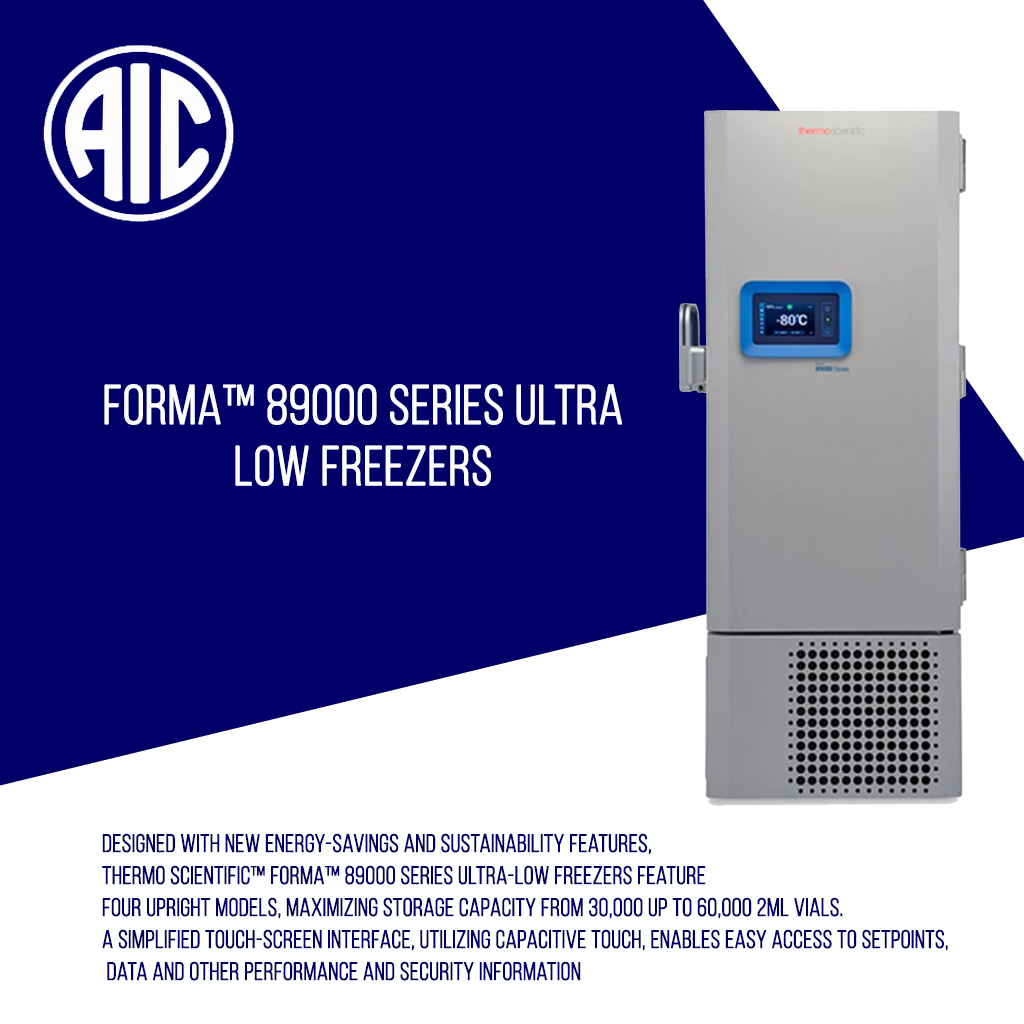 AIC
thermo scientific
-80°C
89000 Series
FORMA™ 89000 SERIES ULTRA
LOW FREEZERS
DESIGNED WITH NEW ENERGY-SAVINGS AND SUSTAINABILITY FEATURES,
THERMO SCIENTIFIC™ FORMA™ 89000 SERIES ULTRA-LOW FREEZERS FEATURE
FOUR UPRIGHT MODELS, MAXIMIZING STORAGE CAPACITY FROM 30,000 UP TO 60,000 2ML VIALS.
A SIMPLIFIED TOUCH-SCREEN INTERFACE, UTILIZING CAPACITIVE TOUCH, ENABLES EASY ACCESS TO SETPOINTS,
DATA AND OTHER PERFORMANCE AND SECURITY INFORMATION